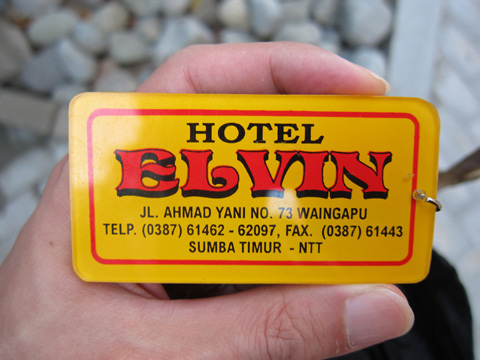 HOTEL
ELVIN
JL. AHMAD YANI NO. 73 WAINGAPU
TELP. (0387) 61462 - 62097, FAX. (0387) 61443
SUMBA TIMUR - NTT